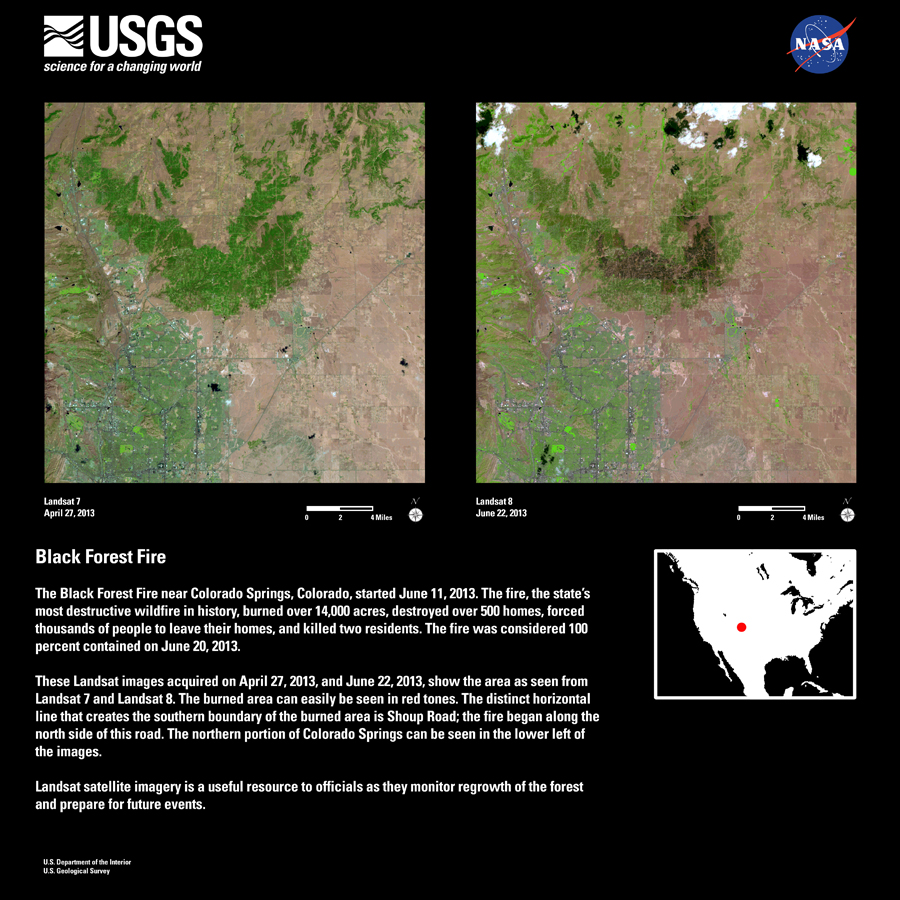 USGS
science for a changing world
NASA
Landsat 7
April 27, 2013
0 2 4 Miles
N
Landsat 8
June 22, 2013
0 2 4 Miles
N
Black Forest Fire
The Black Forest Fire near Colorado Springs, Colorado, started June 11, 2013. The fire, the state's
most destructive wildfire in history, burned over 14,000 acres, destroyed over 500 homes, forced
thousands of people to leave their homes, and killed two residents. The fire was considered 100
percent contained on June 20, 2013.
These Landsat images acquired on April 27, 2013, and June 22, 2013, show the area as seen from
Landsat 7 and Landsat 8. The burned area can easily be seen in red tones. The distinct horizontal
line that creates the southern boundary of the burned area is Shoup Road; the fire began along the
north side of this road. The northern portion of Colorado Springs can be seen in the lower left of
the images.
Landsat satellite imagery is a useful resource to officials as they monitor regrowth of the forest
and prepare for future events.
U.S. Department of the Interior
U.S. Geological Survey